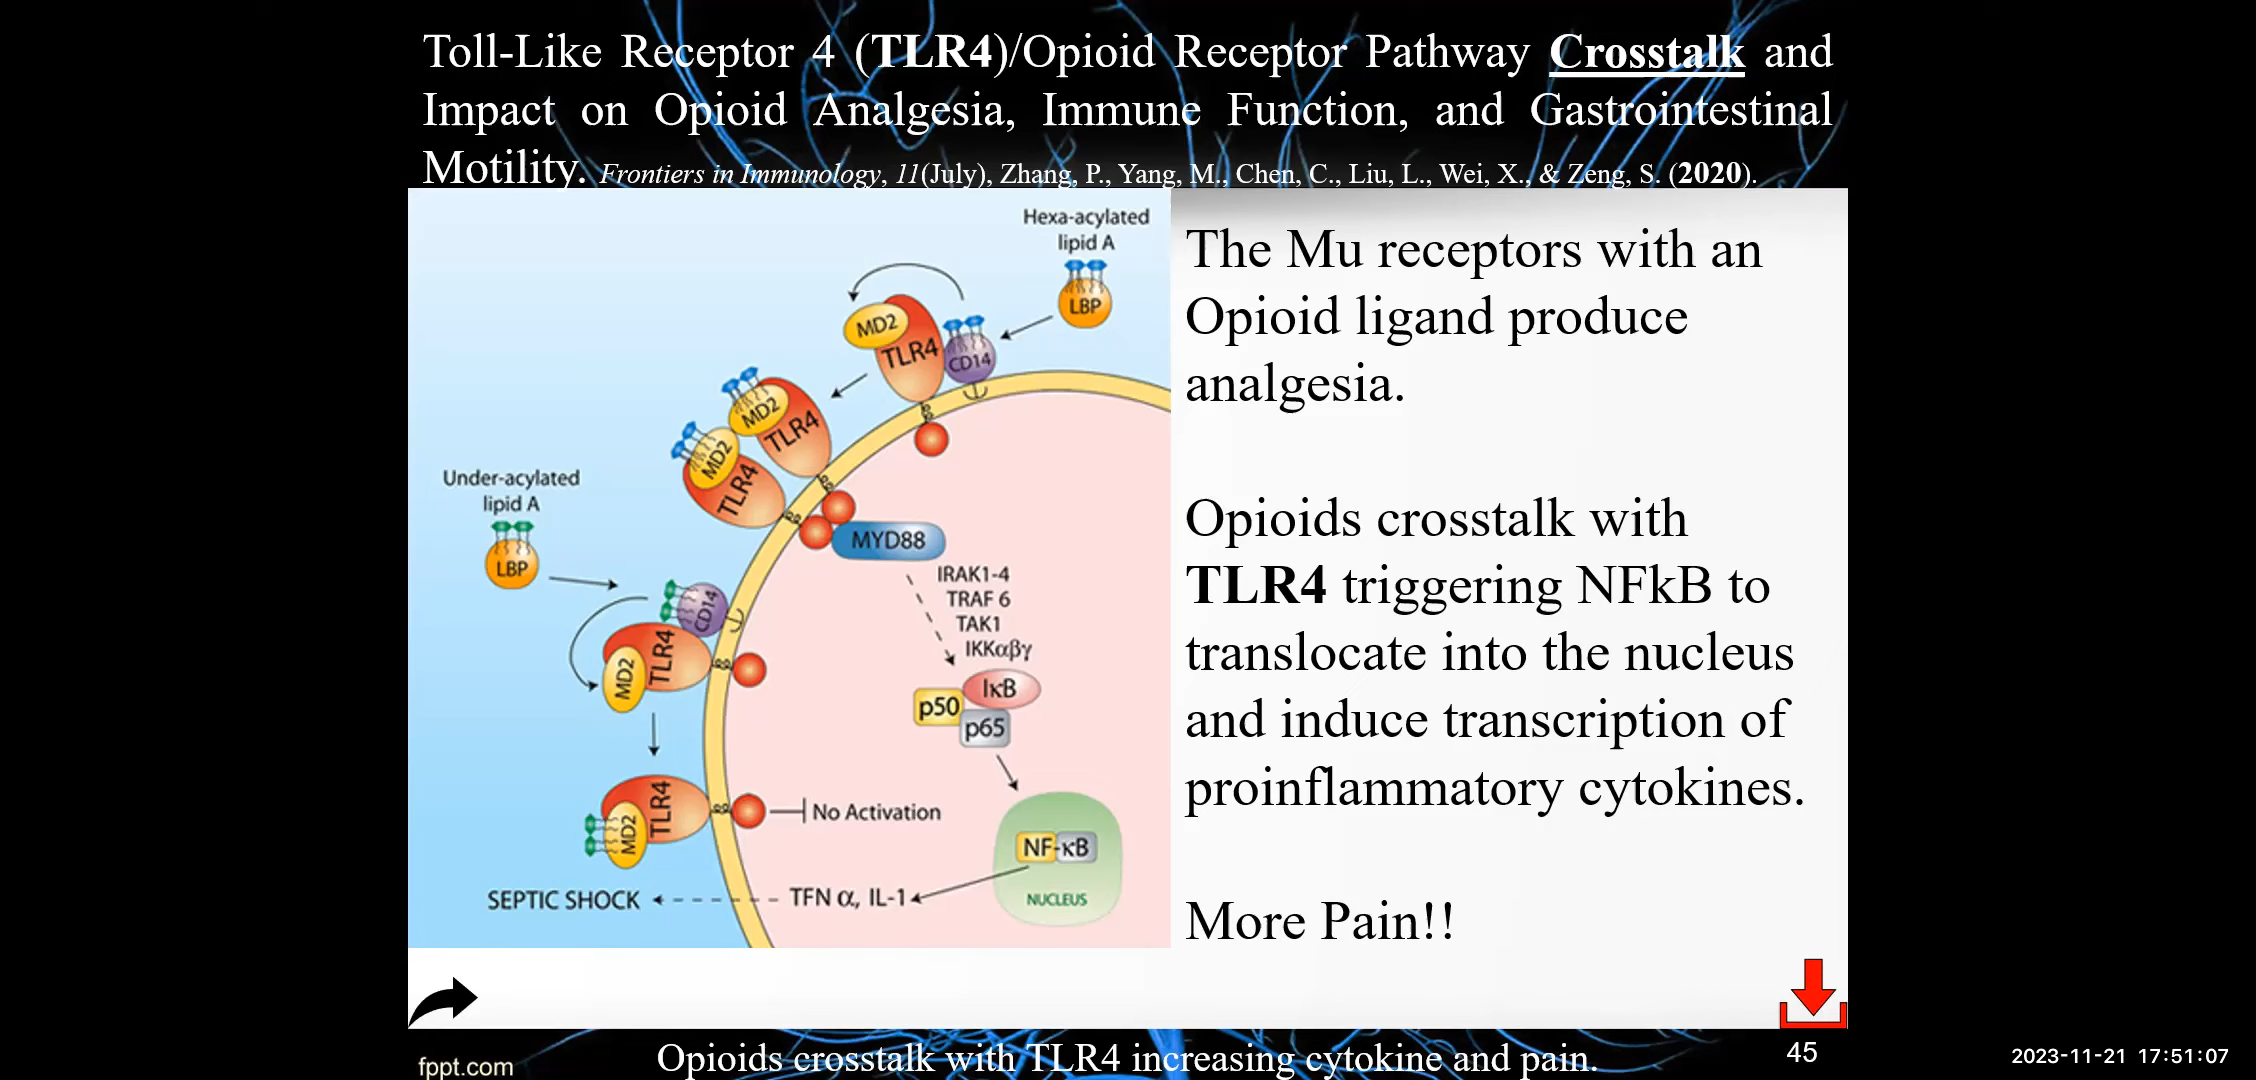 Toll-Like Receptor 4 (TLR4)/Opioid Receptor Pathway Crosstalk and
Impact on Opioid Analgesia, Immune Function, and Gastrointestinal
Motility. Frontiers in Immunology, 11(July), Zhang, P., Yang, M., Chen, C., Liu, L., Wei, X., & Zeng, S. (2020).
Hexa-acylated
lipid A
LBP
MD2
TLR4
CD14
MD2
TLR4
MD2
TLR4
Under-acylated
lipid A
LBP
MYD88
IRAK1-4
TRAF 6
TAK1
IKKαβγ
CD14
TLR4
MD2
IκB
p50
p65
TLR4
MD2
No Activation
NF-κB
NUCLEUS
TFN α, IL-1
SEPTIC SHOCK
The Mu receptors with an
Opioid ligand produce
analgesia.
Opioids crosstalk with
TLR4 triggering NFkB to
translocate into the nucleus
and induce transcription of
proinflammatory cytokines.
More Pain!!
fppt.com
Opioids crosstalk with TLR4 increasing cytokine and pain.
45
2023-11-21 17:51:07